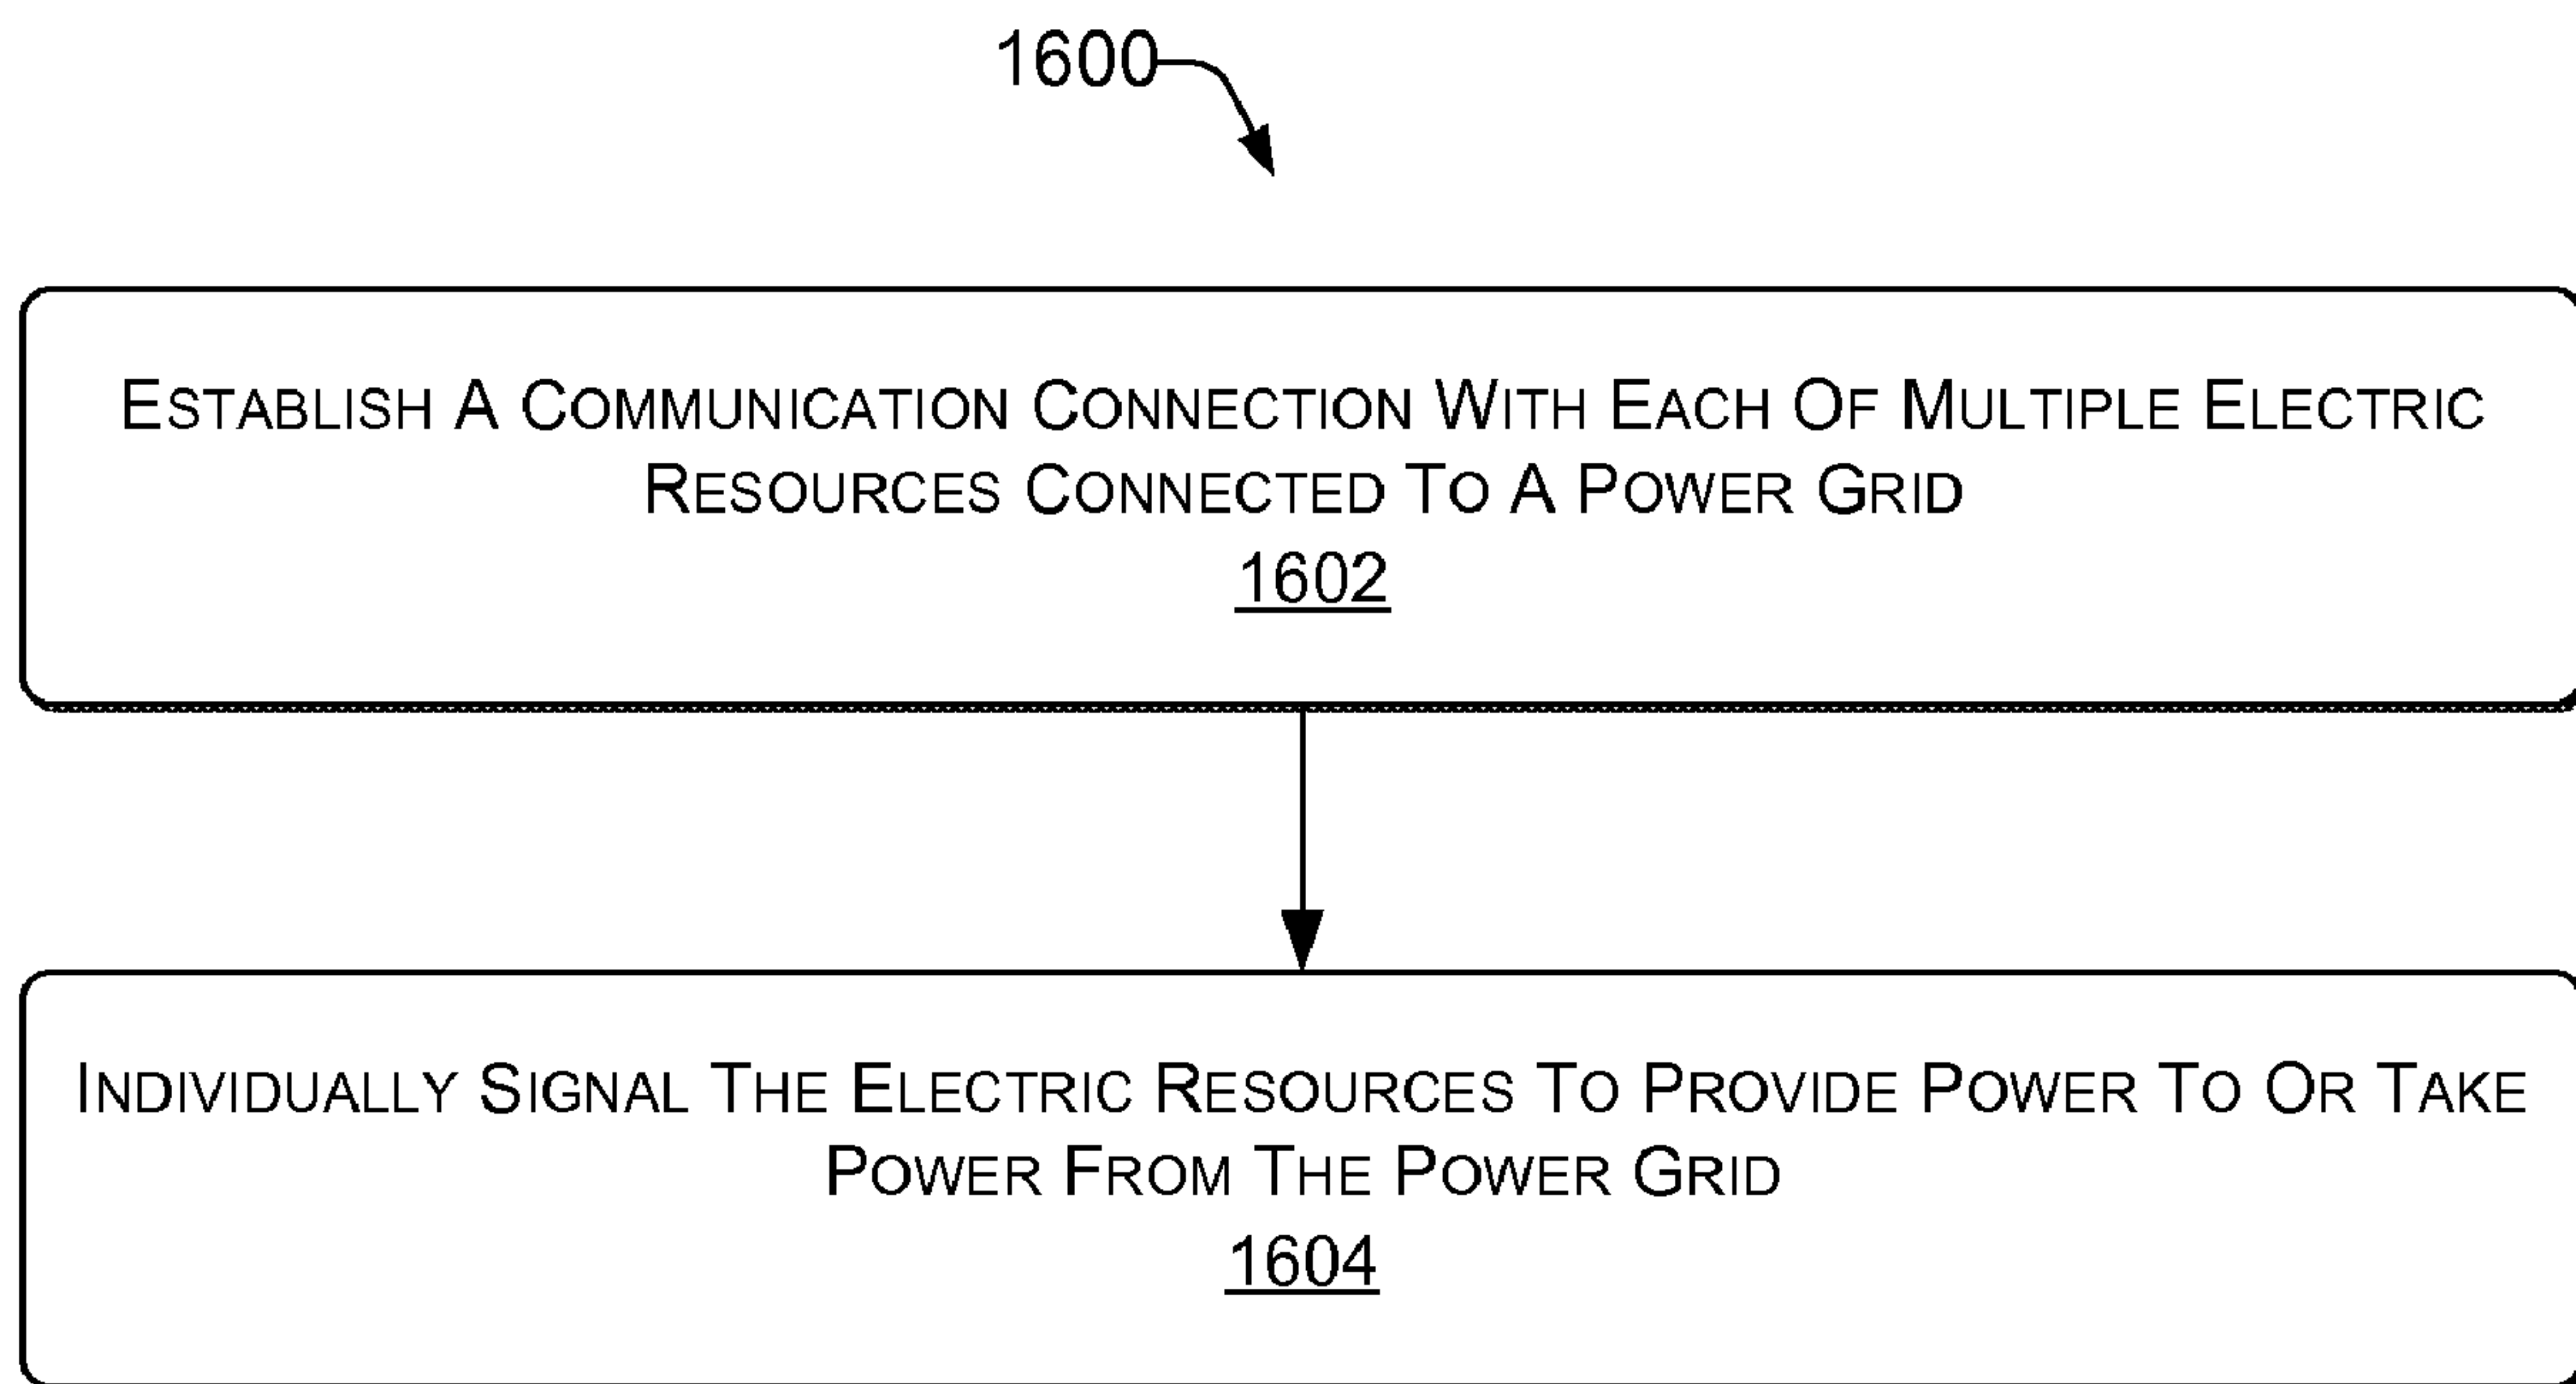 1600
ESTABLISH A COMMUNICATION CONNECTION WITH EACH OF MULTIPLE ELECTRIC
RESOURCES CONNECTED TO A POWER GRID
1602
INDIVIDUALLY SIGNAL THE ELECTRIC RESOURCES TO PROVIDE POWER TO OR TAKE
POWER FROM THE POWER GRID
1604